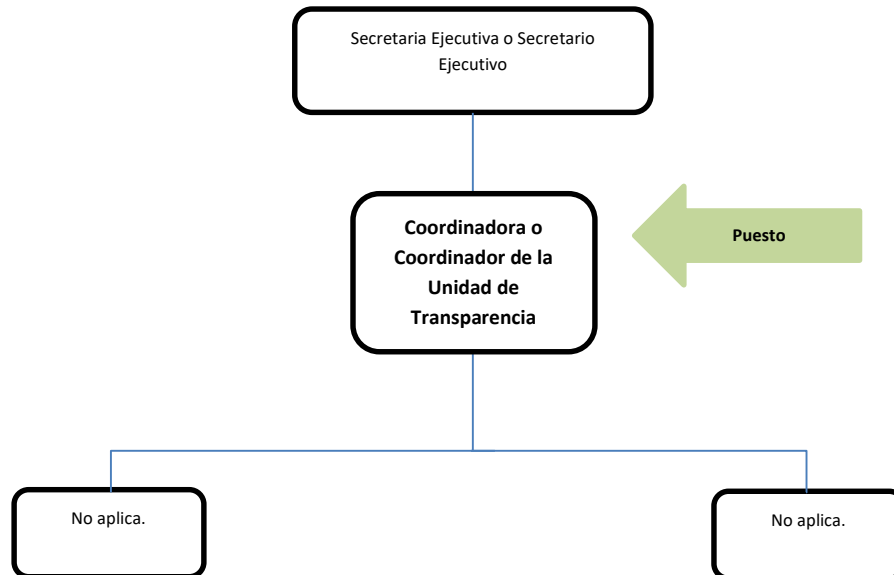 Secretaria Ejecutiva o Secretario
Ejecutivo
Coordinadora o
Coordinador de la
Unidad de
Transparencia
Puesto
No aplica.
No aplica.